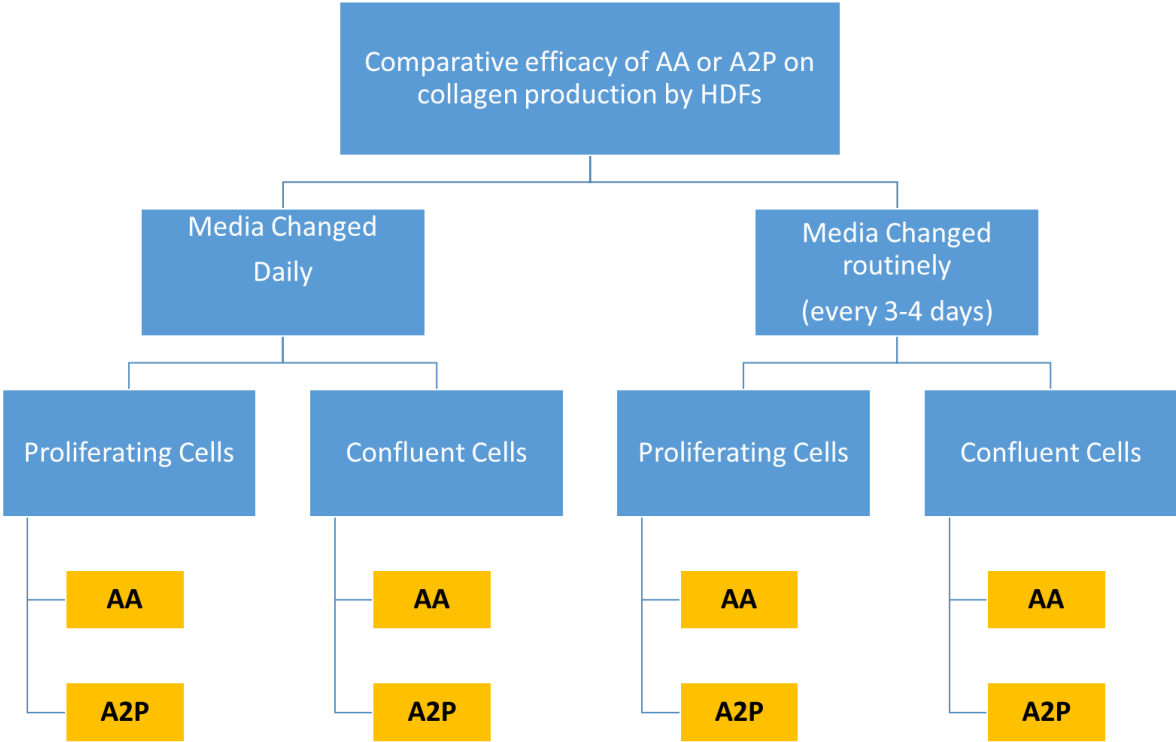 Comparative efficacy of AA or A2P on
collagen production by HDFs
Media Changed
Daily
Media Changed
routinely
(every 3-4 days)
Proliferating Cells
Confluent Cells
Proliferating Cells
Confluent Cells
AA
AA
AA
AA
A2P
A2P
A2P
A2P